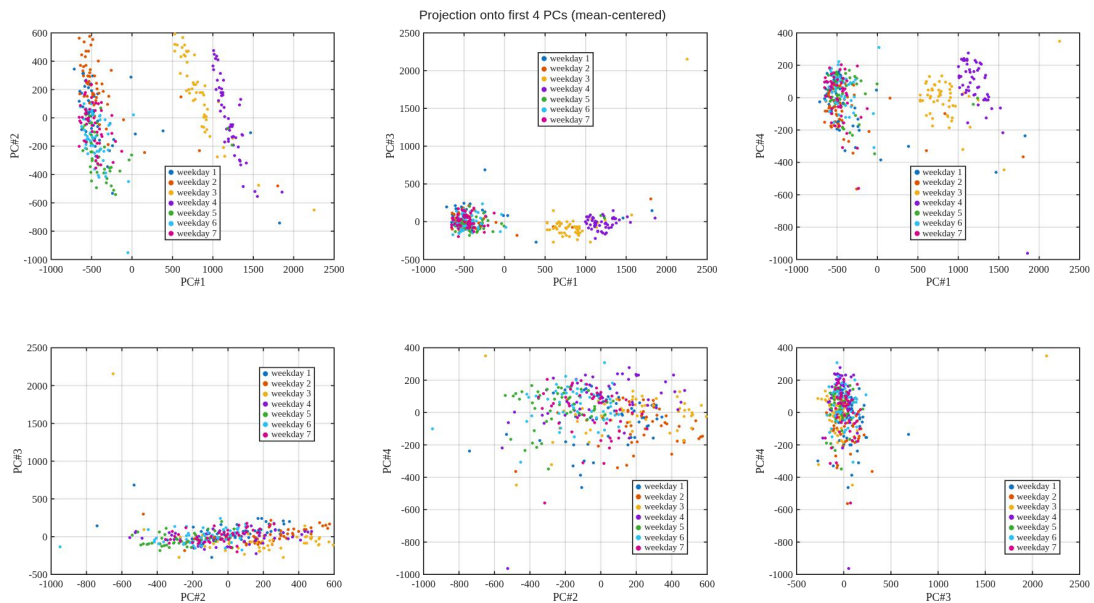 Projection onto first 4 PCs (mean-centered)
600
400
200
0
-200
-400
-600
-800
-1000
PC#2
weekday 1
weekday 2
weekday 3
weekday 4
weekday 5
weekday 6
weekday 7
-1000 -500 0 500 1000 1500 2000 2500
PC#1
2500
2000
1500
1000
500
0
-500
PC#3
weekday 1
weekday 2
weekday 3
weekday 4
weekday 5
weekday 6
weekday 7
-1000 -500 0 500 1000 1500 2000 2500
PC#1
400
200
0
-200
-400
-600
-800
-1000
PC#4
weekday 1
weekday 2
weekday 3
weekday 4
weekday 5
weekday 6
weekday 7
-1000 -500 0 500 1000 1500 2000 2500
PC#1
2500
2000
1500
1000
500
0
-500
PC#3
weekday 1
weekday 2
weekday 3
weekday 4
weekday 5
weekday 6
weekday 7
-1000 -800 -600 -400 -200 0 200 400 600
PC#2
400
200
0
-200
-400
-600
-800
-1000
PC#4
weekday 1
weekday 2
weekday 3
weekday 4
weekday 5
weekday 6
weekday 7
-1000 -800 -600 -400 -200 0 200 400 600
PC#2
400
200
0
-200
-400
-600
-800
-1000
PC#4
weekday 1
weekday 2
weekday 3
weekday 4
weekday 5
weekday 6
weekday 7
-500 0 500 1000 1500 2000 2500
PC#3